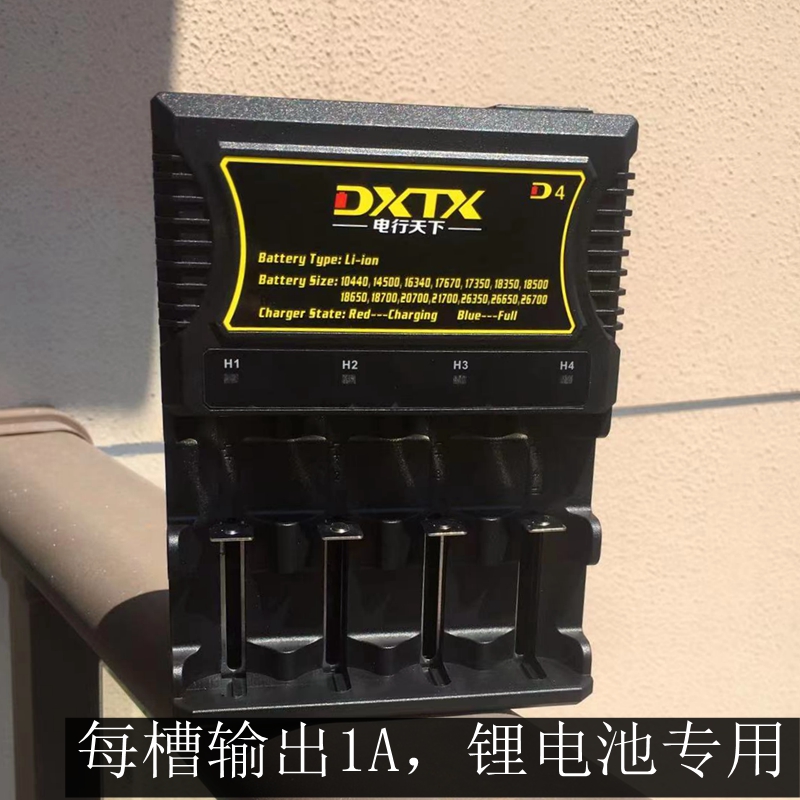 DXTX
D4
电行天下
Battery Type: Li-ion
Battery Size: 10440, 14500, 16340, 17670, 17350, 18350, 18500
18650, 18700, 20700, 21700, 26350, 26650, 26700
Charger State: Red---Charging Blue---Full
H1 H2 H3 H4
每槽输出1A，锂电池专用